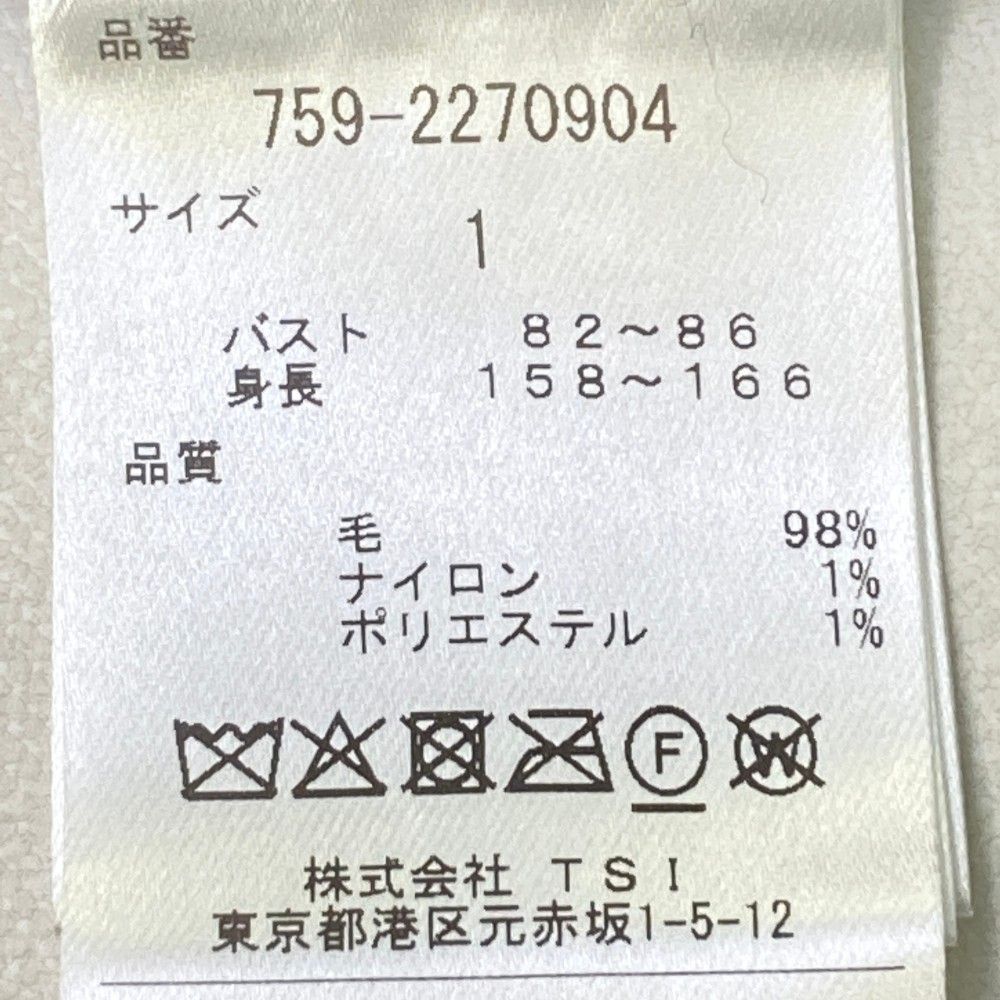 品番
759-2270904
サイズ 1
バスト 82～86
身長 158～166
品質
毛 98%
ナイロン 1%
ポリエステル 1%
F W
株式会社 TSI
東京都港区元赤坂1-5-12